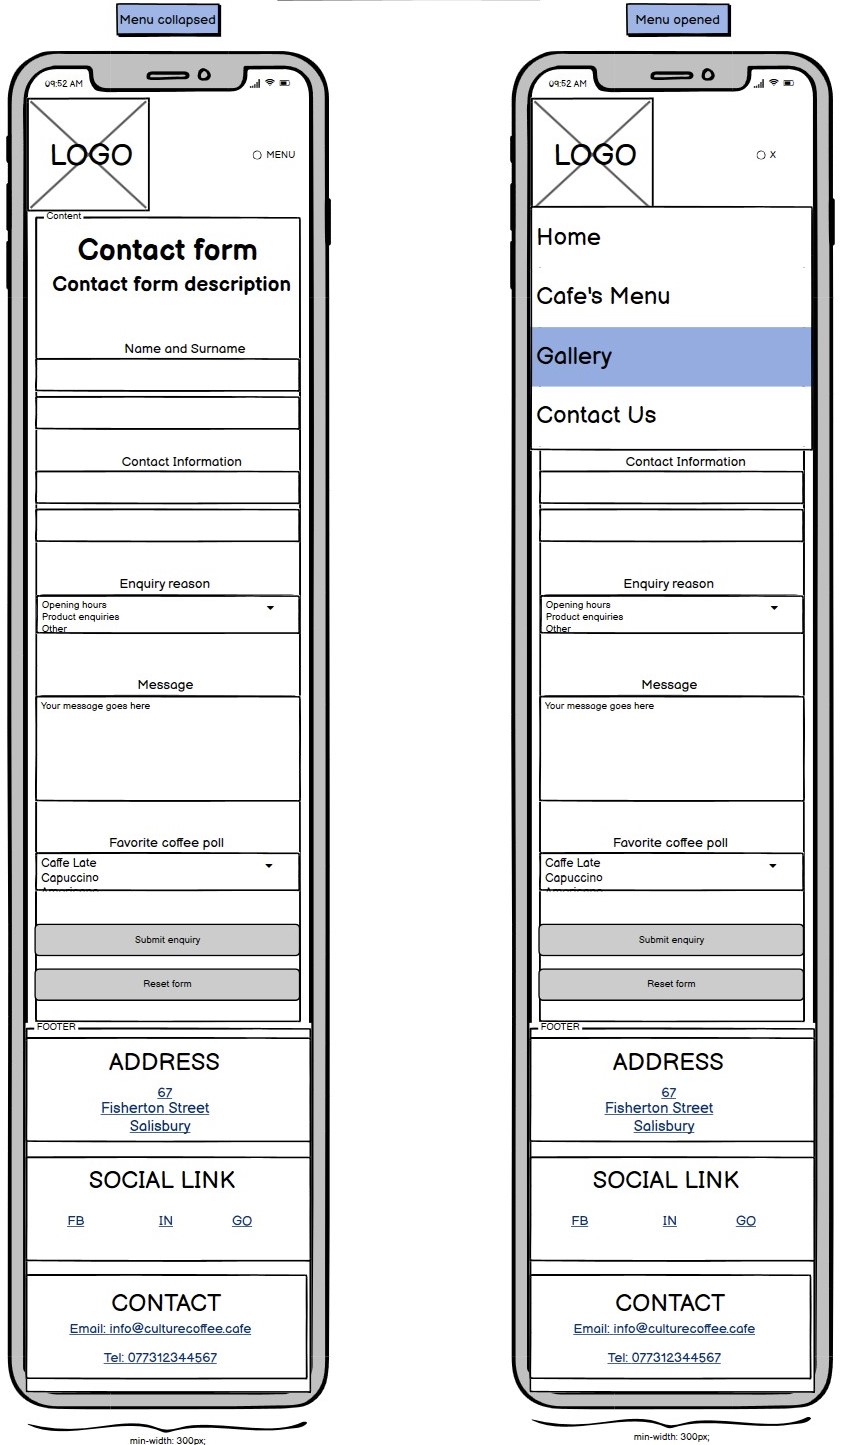 Menu collapsed
09:52 AM
LOGO
MENU
Content
Contact form
Contact form description
Name and Surname
Contact Information
Enquiry reason
Opening hours
Product enquiries
Other
Message
Your message goes here
Favorite coffee poll
Caffe Late
Capuccino
Submit enquiry
Reset form
FOOTER
ADDRESS
67
Fisherton Street
Salisbury
SOCIAL LINK
FB IN GO
CONTACT
Email: info@culturecoffee.cafe
Tel: 077312344567
min-width: 300px;
Menu opened
09:52 AM
LOGO
X
Home
Cafe's Menu
Gallery
Contact Us
Contact Information
Enquiry reason
Opening hours
Product enquiries
Other
Message
Your message goes here
Favorite coffee poll
Caffe Late
Capuccino
Submit enquiry
Reset form
FOOTER
ADDRESS
67
Fisherton Street
Salisbury
SOCIAL LINK
FB IN GO
CONTACT
Email: info@culturecoffee.cafe
Tel: 077312344567
min-width: 300px;